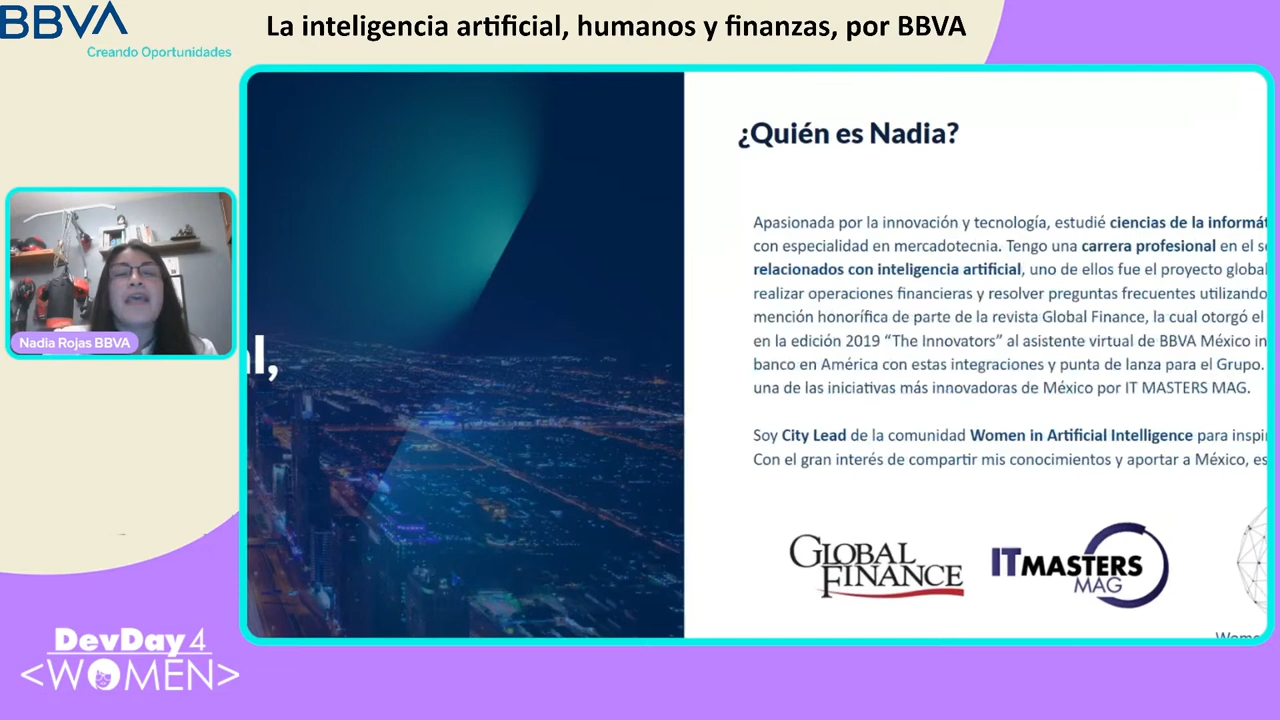 BBVA
Creando Oportunidades
La inteligencia artificial, humanos y finanzas, por BBVA
¿Quién es Nadia?
Apasionada por la innovación y tecnología, estudié ciencias de la informát
con especialidad en mercadotecnia. Tengo una carrera profesional en el s
relacionados con inteligencia artificial, uno de ellos fue el proyecto global
realizar operaciones financieras y resolver preguntas frecuentes utilizando
mención honorífica de parte de la revista Global Finance, la cual otorgó el
en la edición 2019 “The Innovators” al asistente virtual de BBVA México in
banco en América con estas integraciones y punta de lanza para el Grupo.
una de las iniciativas más innovadoras de México por IT MASTERS MAG.
Soy City Lead de la comunidad Women in Artificial Intelligence para inspi
Con el gran interés de compartir mis conocimientos y aportar a México, es
GLOBAL
FINANCE
ITMASTERS
MAG
al,
Nadia Rojas BBVA
DevDay4
<WOMEN>